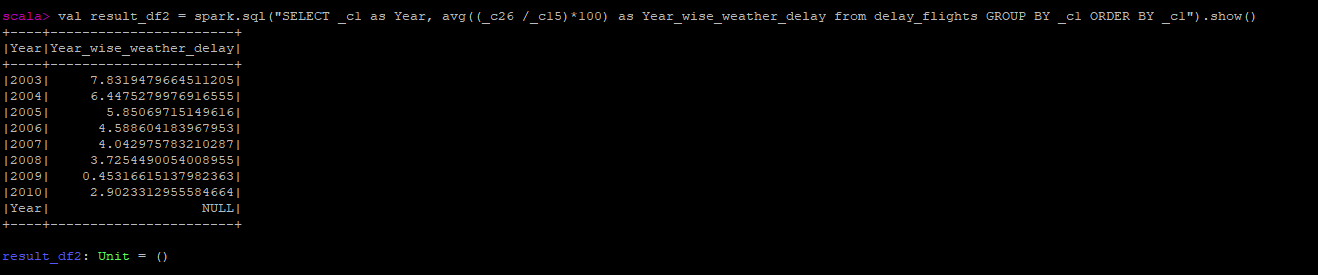 scala> val result_df2 = spark.sql("SELECT _c1 as Year, avg((_c26 /_c15)*100) as Year_wise_weather_delay from delay_flights GROUP BY _c1 ORDER BY _c1").show()
+----+-----------------------+
|Year|Year_wise_weather_delay|
+----+-----------------------+
|2003|     7.8319479664511205|
|2004|     6.4475279976916555|
|2005|       5.85069715149616|
|2006|      4.588604183967953|
|2007|      4.042975783210287|
|2008|     3.7254490054008955|
|2009|    0.45316615137982363|
|2010|     2.9023312955584664|
|Year|                   NULL|
+----+-----------------------+
result_df2: Unit = ()